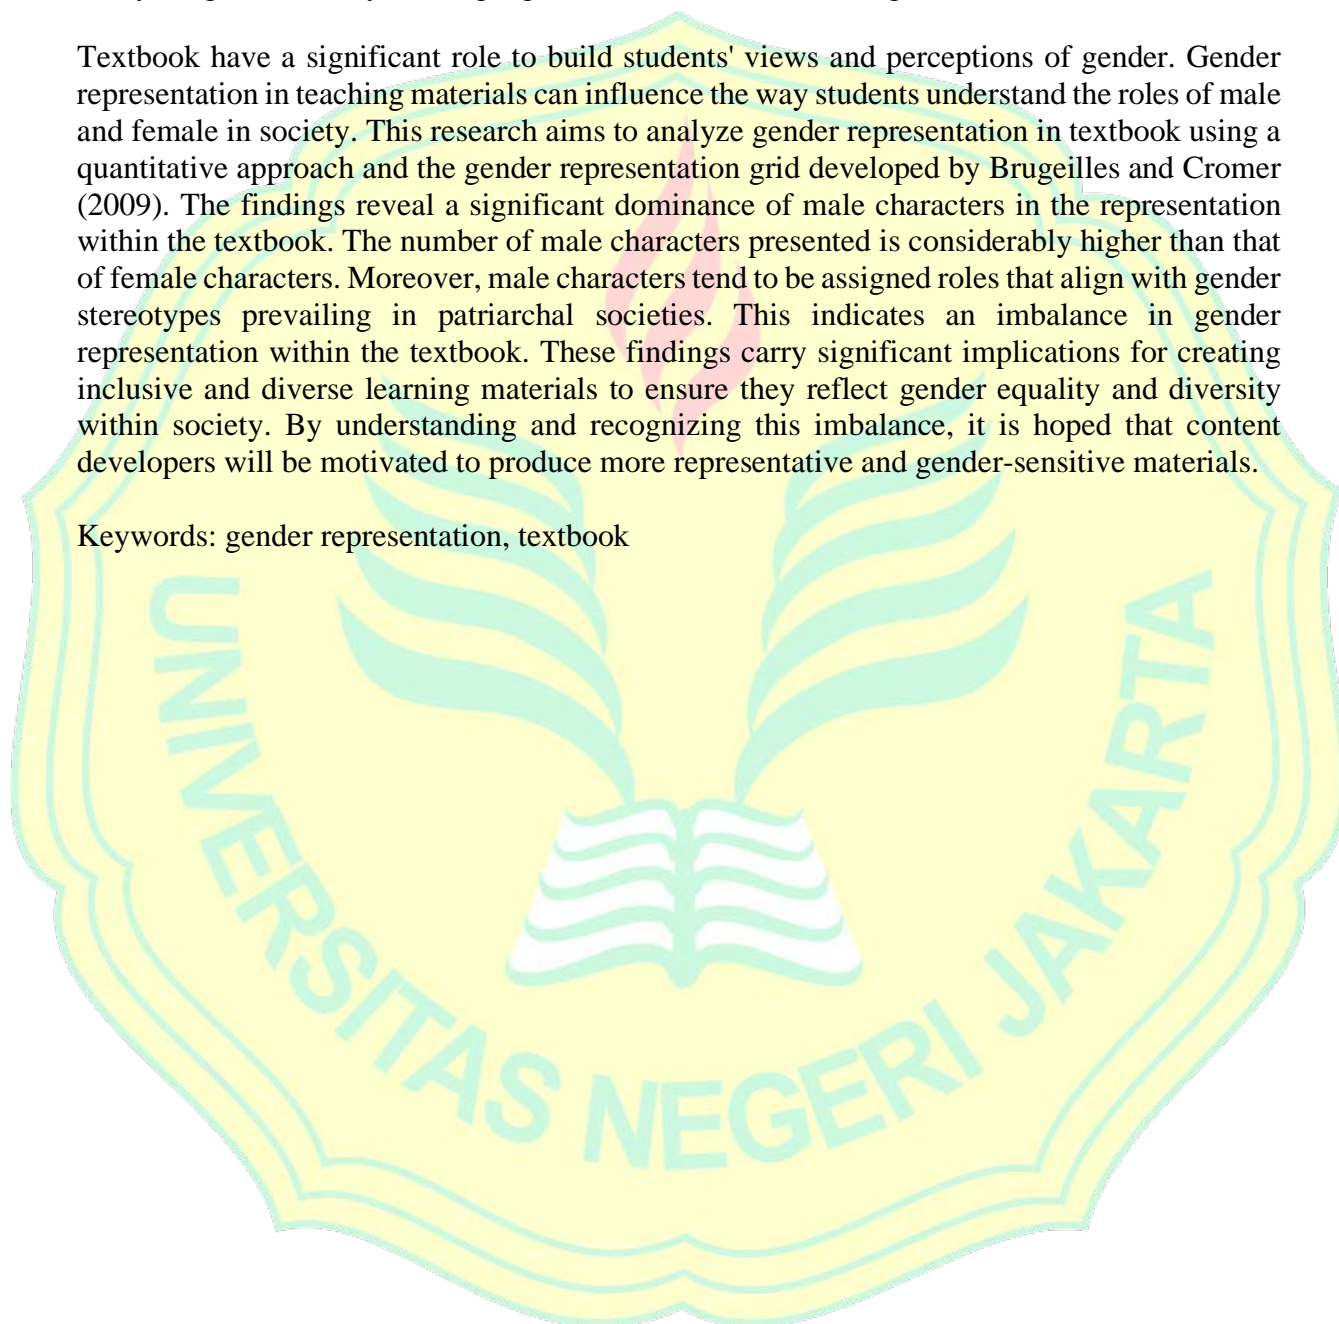 Textbook have a significant role to build students' views and perceptions of gender. Gender
representation in teaching materials can influence the way students understand the roles of male
and female in society. This research aims to analyze gender representation in textbook using a
quantitative approach and the gender representation grid developed by Brugeilles and Cromer
(2009). The findings reveal a significant dominance of male characters in the representation
within the textbook. The number of male characters presented is considerably higher than that
of female characters. Moreover, male characters tend to be assigned roles that align with gender
stereotypes prevailing in patriarchal societies. This indicates an imbalance in gender
representation within the textbook. These findings carry significant implications for creating
inclusive and diverse learning materials to ensure they reflect gender equality and diversity
within society. By understanding and recognizing this imbalance, it is hoped that content
developers will be motivated to produce more representative and gender-sensitive materials.
Keywords: gender representation, textbook
UNIVERSITAS NEGERI JAKARTA